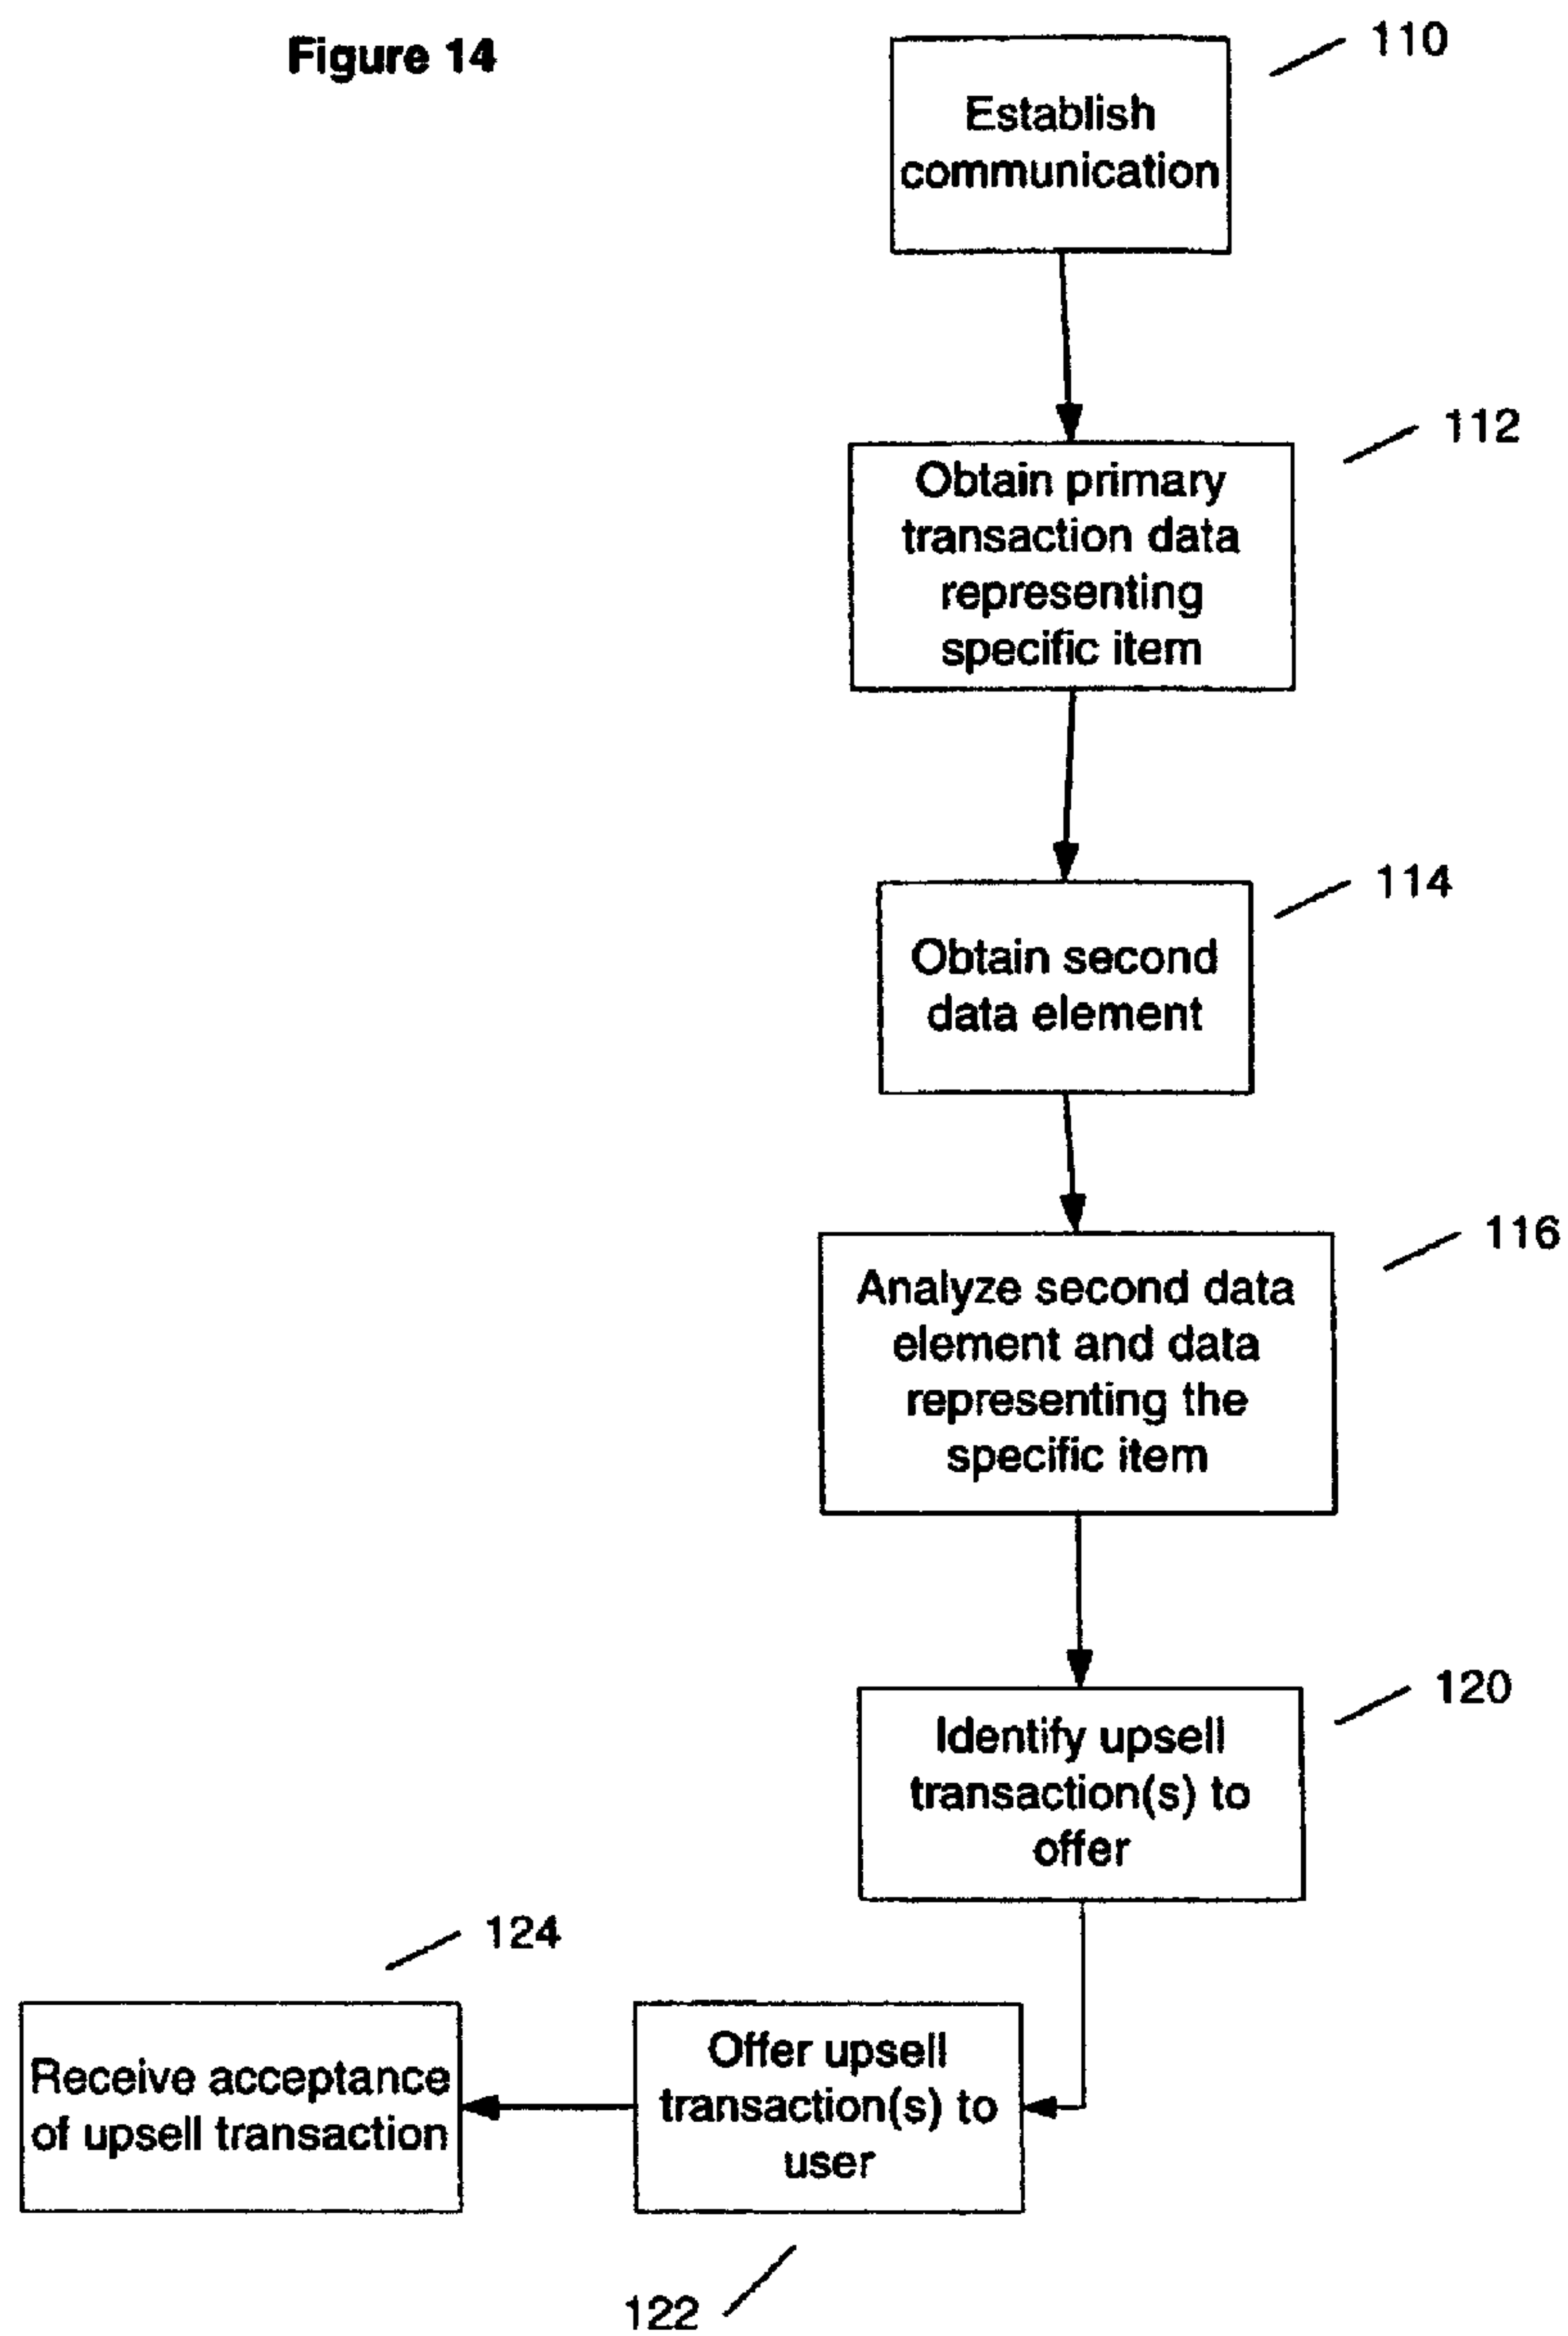 Figure 14
110
Establish
communication
112
Obtain primary
transaction data
representing
specific item
114
Obtain second
data element
116
Analyze second data
element and data
representing the
specific item
120
Identify upsell
transaction(s) to
offer
124
Receive acceptance
of upsell transaction
Offer upsell
transaction(s) to
user
122